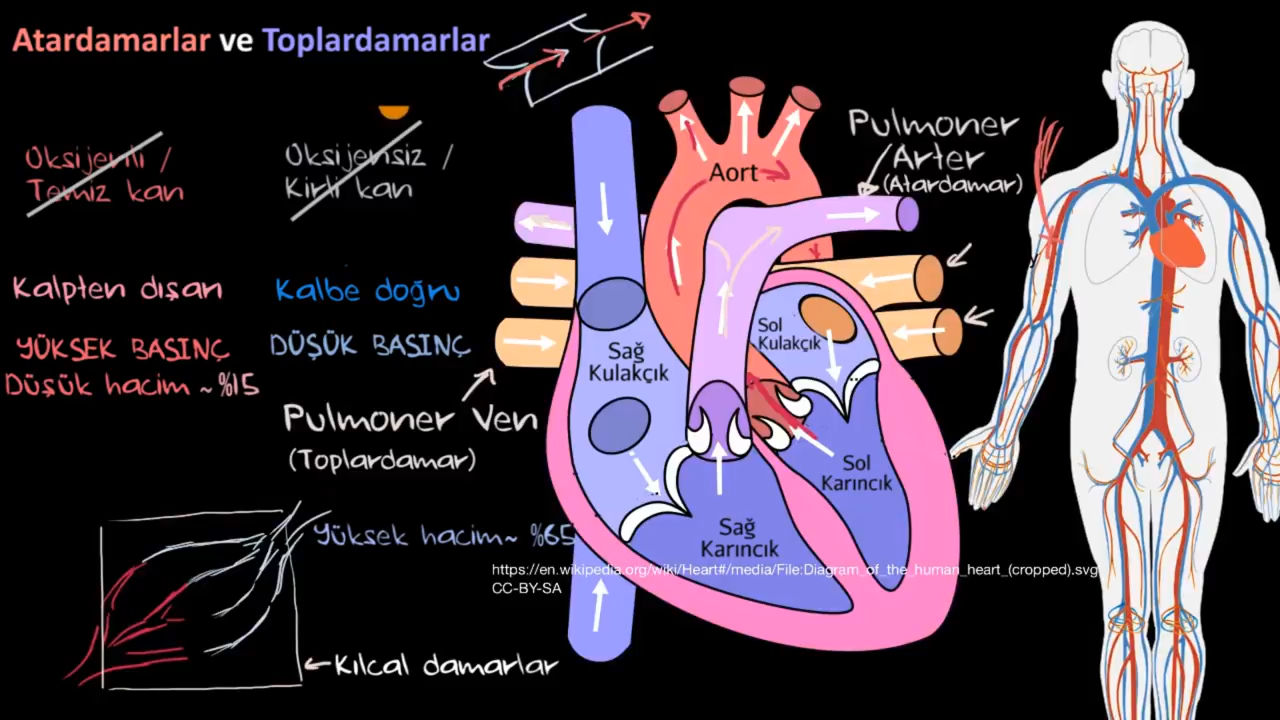 Atardamarlar ve Toplardamarlar
Oksijenli /
Temiz kan
Oksijensiz /
Kirli kan
Kalpten dışarı
Kalbe doğru
YÜKSEK BASINÇ
DÜŞÜK BASINÇ
Düşük hacim ~ %15
Pulmoner Ven
(Toplardamar)
Yüksek hacim ~ %65
Kılcal damarlar
Aort
Pulmoner
Arter
(Atardamar)
Sağ
Kulakçık
Sol
Kulakçık
Sol
Karıncık
Sağ
Karıncık
https://en.wikipedia.org/wiki/Heart#/media/File:Diagram_of_the_human_heart_(cropped).svg
CC-BY-SA